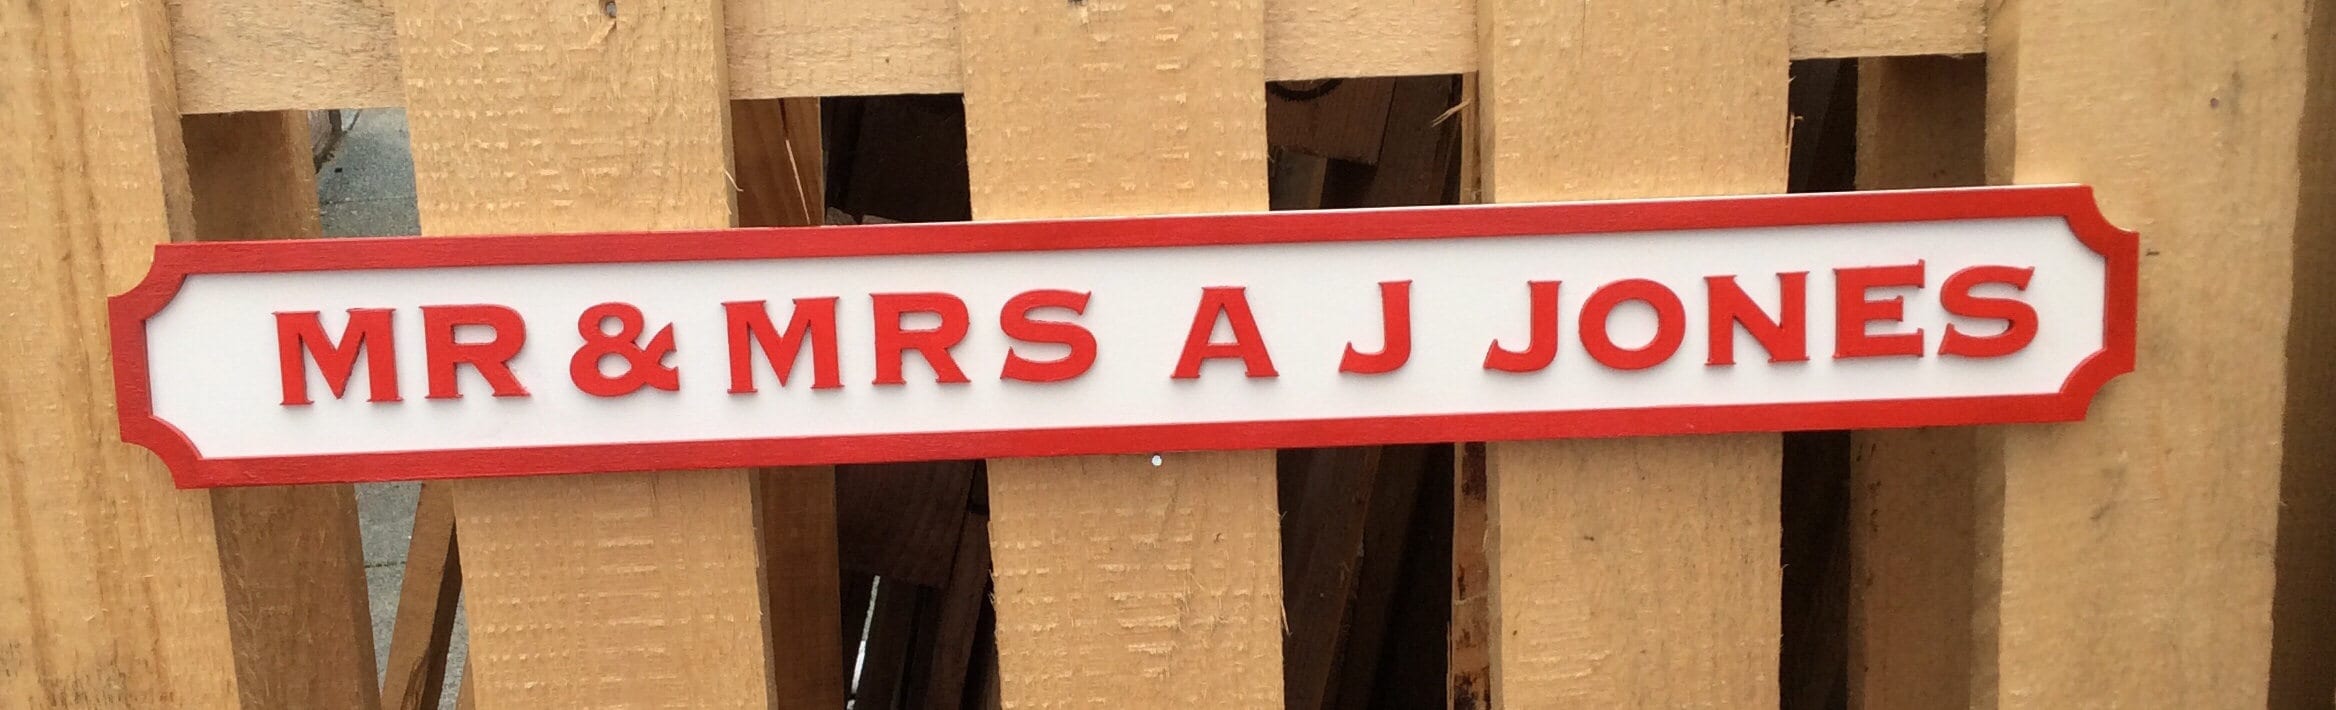 MR & MRS A J JONES